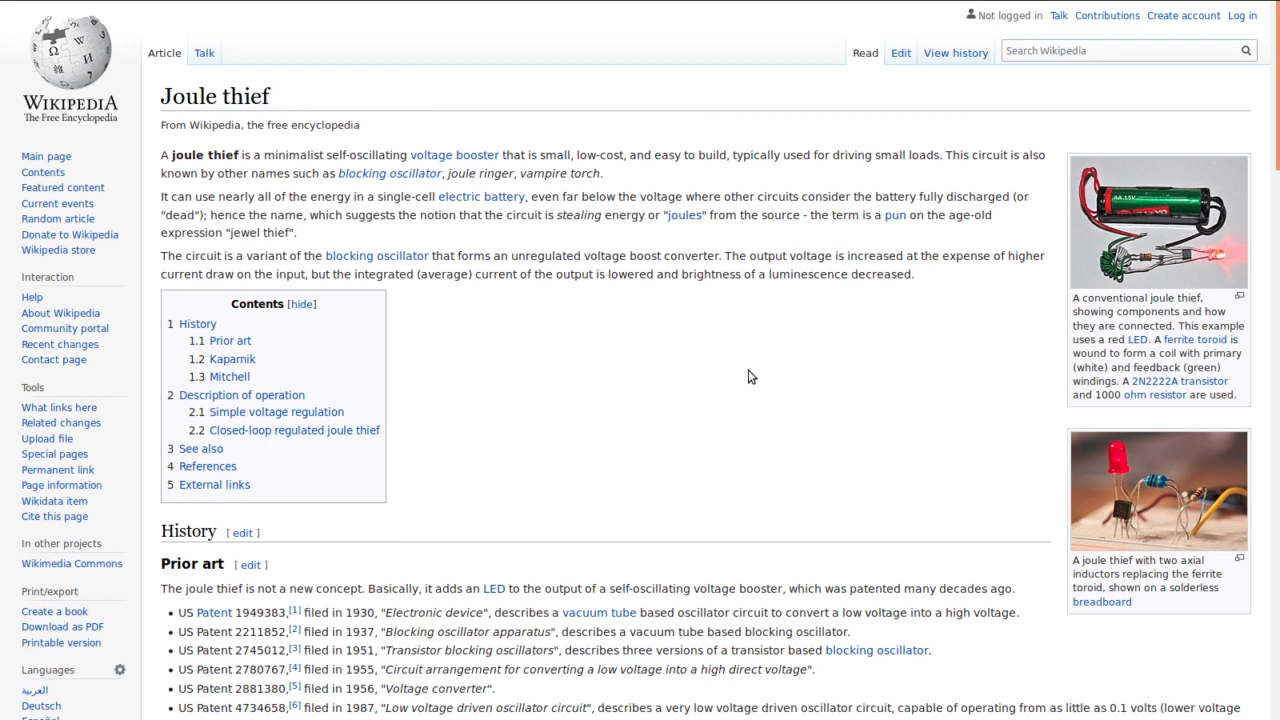 Not logged in Talk Contributions Create account Log in
Article Talk Read Edit View history Search Wikipedia
WIKIPEDIA
The Free Encyclopedia
Main page
Contents
Featured content
Current events
Random article
Donate to Wikipedia
Wikipedia store
Interaction
Help
About Wikipedia
Community portal
Recent changes
Contact page
Tools
What links here
Related changes
Upload file
Special pages
Permanent link
Page information
Wikidata item
Cite this page
In other projects
Wikimedia Commons
Print/export
Create a book
Download as PDF
Printable version
Languages
العربية
Deutsch
Joule thief
From Wikipedia, the free encyclopedia
A joule thief is a minimalist self-oscillating voltage booster that is small, low-cost, and easy to build, typically used for driving small loads. This circuit is also
known by other names such as blocking oscillator, joule ringer, vampire torch.
It can use nearly all of the energy in a single-cell electric battery, even far below the voltage where other circuits consider the battery fully discharged (or
"dead"); hence the name, which suggests the notion that the circuit is stealing energy or "joules" from the source - the term is a pun on the age-old
expression "jewel thief".
The circuit is a variant of the blocking oscillator that forms an unregulated voltage boost converter. The output voltage is increased at the expense of higher
current draw on the input, but the integrated (average) current of the output is lowered and brightness of a luminescence decreased.
Contents [hide]
1 History
1.1 Prior art
1.2 Kaparnik
1.3 Mitchell
2 Description of operation
2.1 Simple voltage regulation
2.2 Closed-loop regulated joule thief
3 See also
4 References
5 External links
History [ edit ]
Prior art [ edit ]
The joule thief is not a new concept. Basically, it adds an LED to the output of a self-oscillating voltage booster, which was patented many decades ago.
• US Patent 1949383,[1] filed in 1930, "Electronic device", describes a vacuum tube based oscillator circuit to convert a low voltage into a high voltage.
• US Patent 2211852,[2] filed in 1937, "Blocking oscillator apparatus", describes a vacuum tube based blocking oscillator.
• US Patent 2745012,[3] filed in 1951, "Transistor blocking oscillators", describes three versions of a transistor based blocking oscillator.
• US Patent 2780767,[4] filed in 1955, "Circuit arrangement for converting a low voltage into a high direct voltage".
• US Patent 2881380,[5] filed in 1956, "Voltage converter".
• US Patent 4734658,[6] filed in 1987, "Low voltage driven oscillator circuit", describes a very low voltage driven oscillator circuit, capable of operating from as little as 0.1 volts (lower voltage
AA 1.5V
A conventional joule thief,
showing components and how
they are connected. This example
uses a red LED. A ferrite toroid is
wound to form a coil with primary
(white) and feedback (green)
windings. A 2N2222A transistor
and 1000 ohm resistor are used.
A joule thief with two axial
inductors replacing the ferrite
toroid, shown on a solderless
breadboard